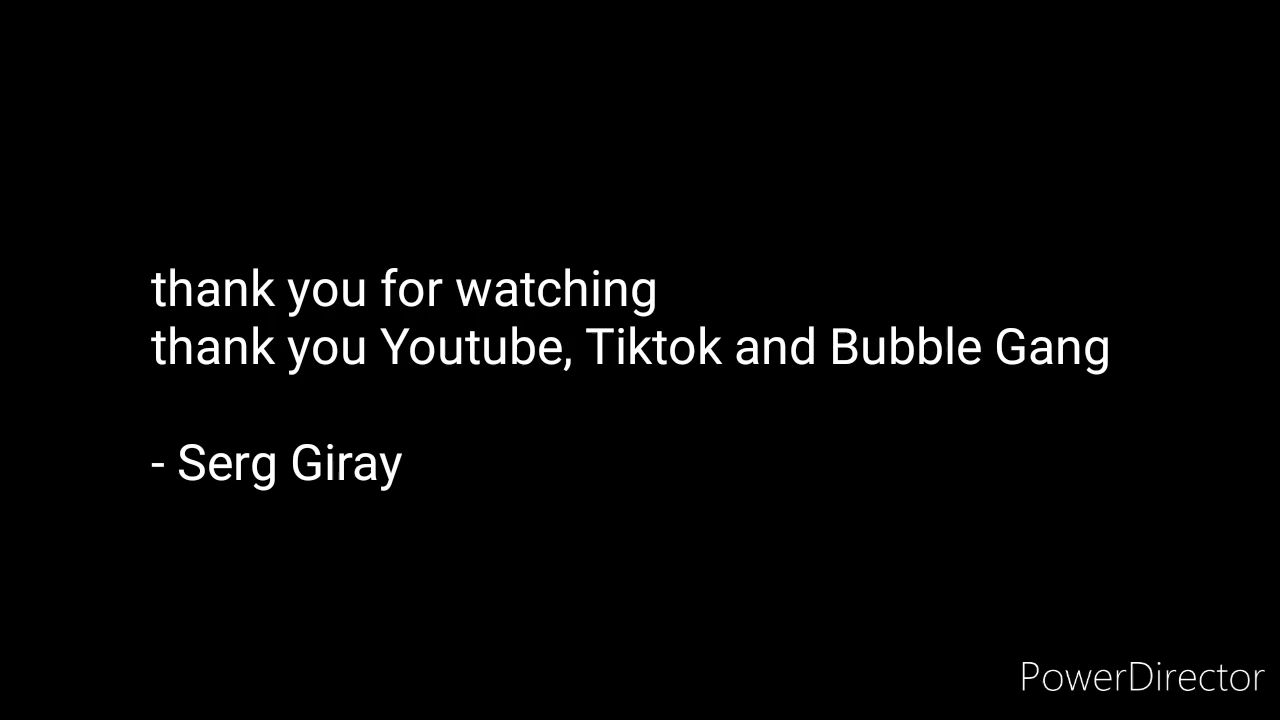 thank you for watching
thank you Youtube, Tiktok and Bubble Gang
- Serg Giray
PowerDirector